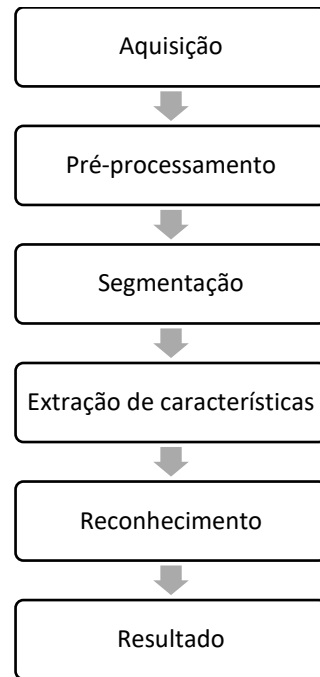 Aquisição
Pré-processamento
Segmentação
Extração de características
Reconhecimento
Resultado